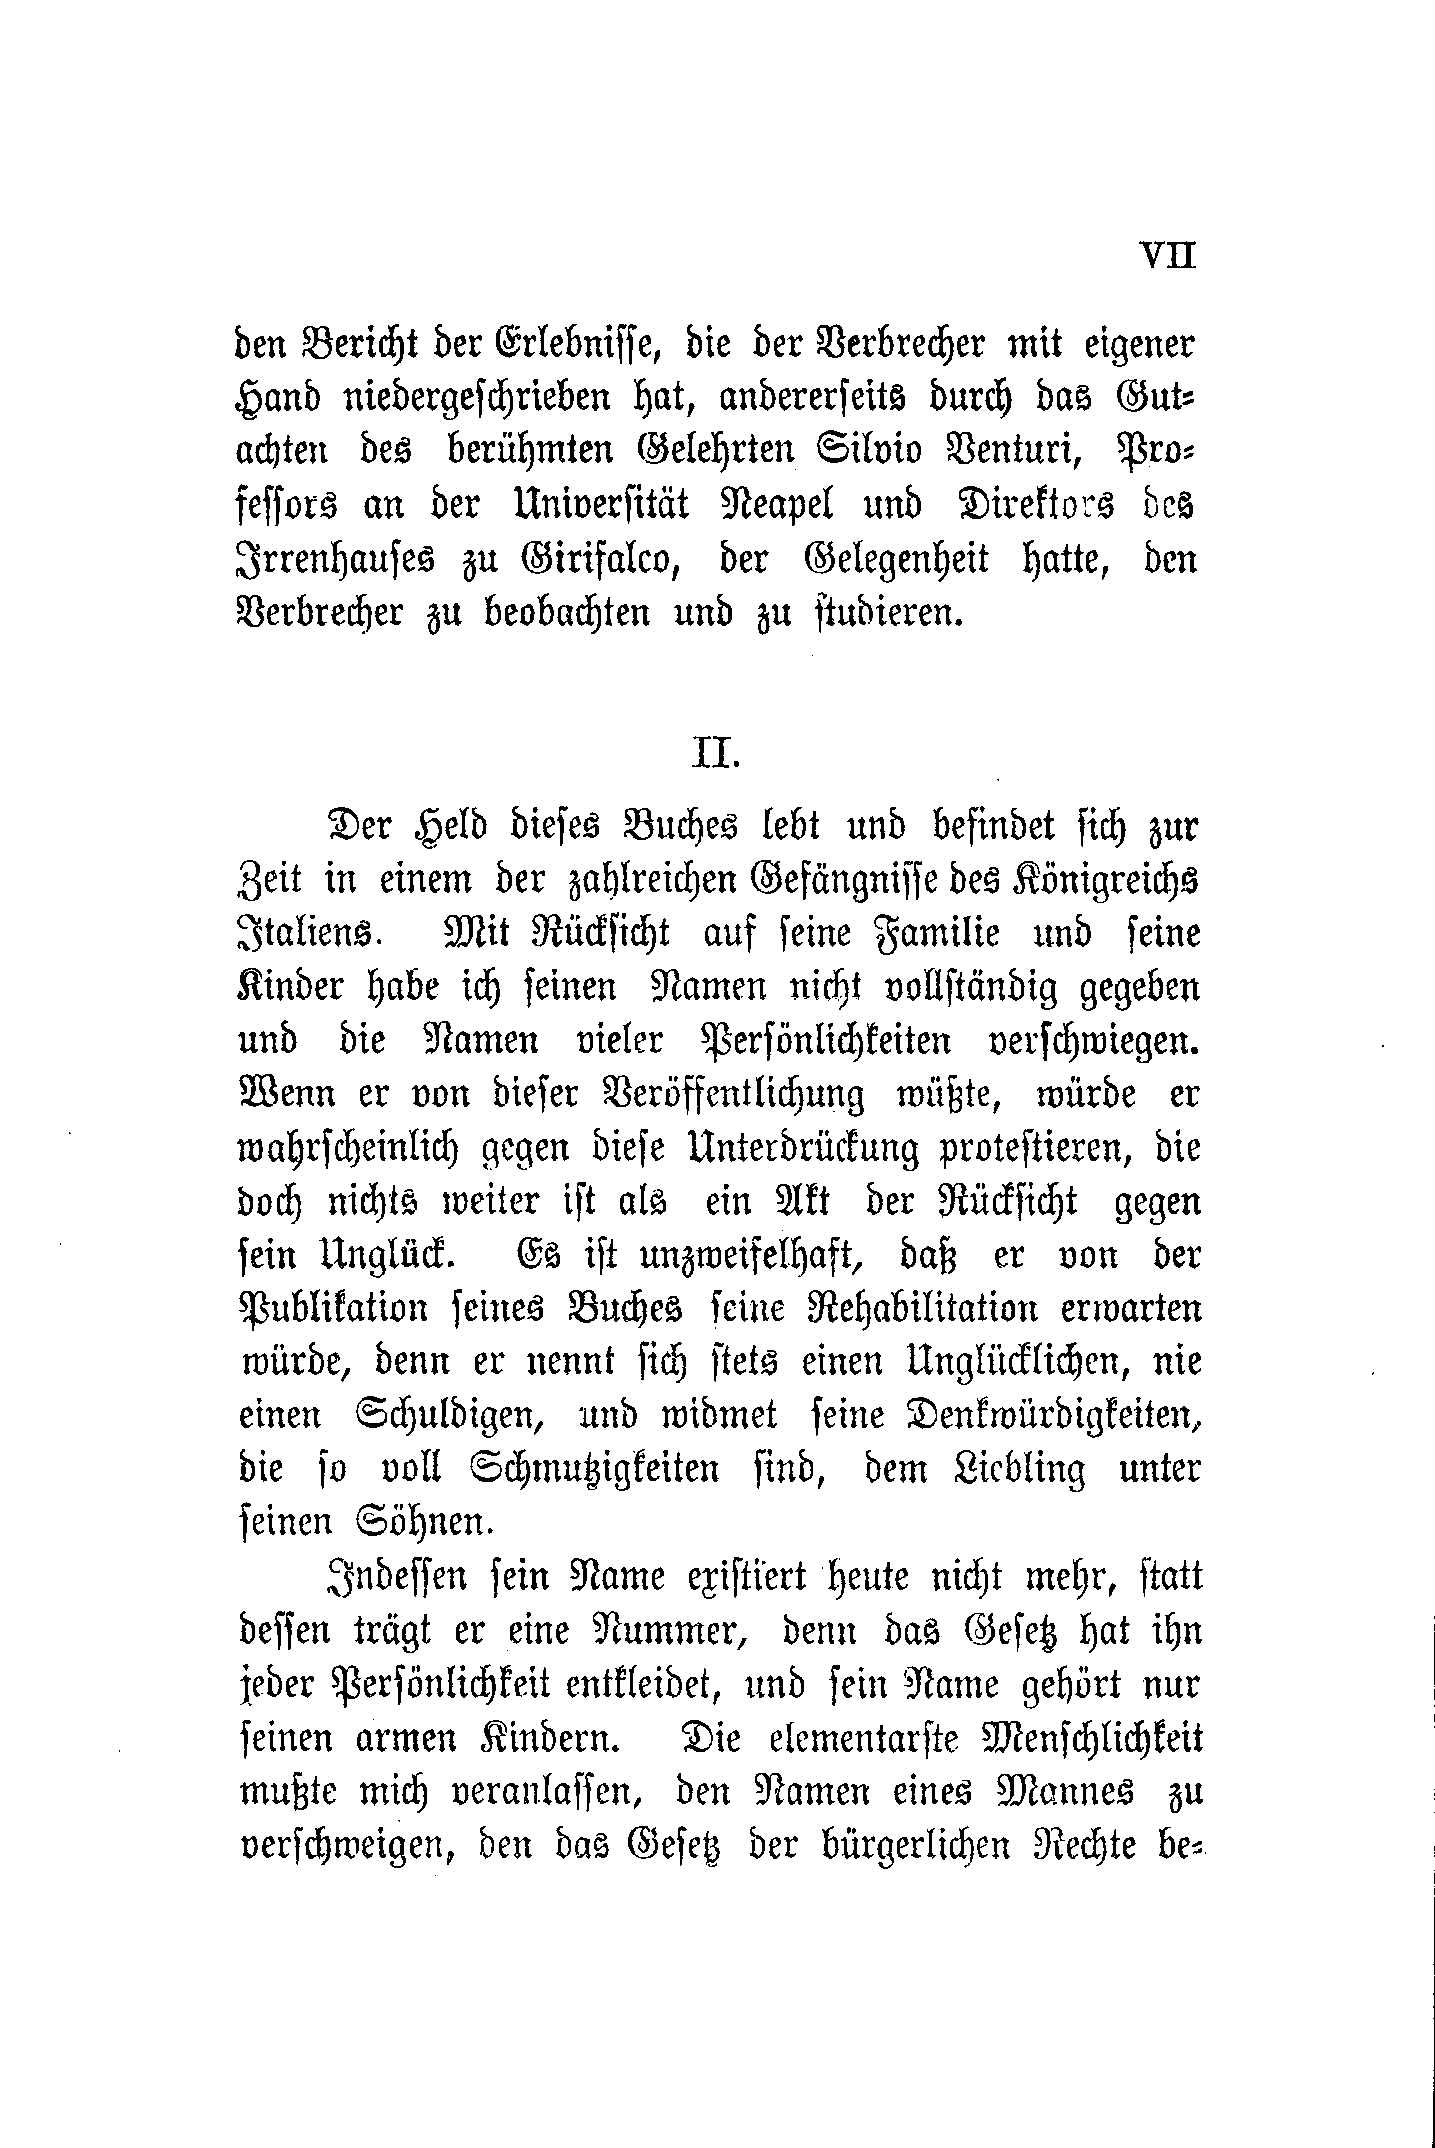 VII
den Bericht der Erlebniſſe, die der Verbrecher mit eigener
Hand niedergeſchrieben hat, andererſeits durch das Gut⸗
achten des berühmten Gelehrten Silvio Venturi, Pro⸗
feſſors an der Univerſität Neapel und Direktors des
Irrenhauſes zu Girifalco, der Gelegenheit hatte, den
Verbrecher zu beobachten und zu ſtudieren.
II.
Der Held dieſes Buches lebt und befindet ſich zur
Zeit in einem der zahlreichen Gefängniſſe des Königreichs
Italiens. Mit Rückſicht auf ſeine Familie und ſeine
Kinder habe ich ſeinen Namen nicht vollſtändig gegeben
und die Namen vieler Perſönlichkeiten verſchwiegen.
Wenn er von dieſer Veröffentlichung wüßte, würde er
wahrſcheinlich gegen dieſe Unterdrückung proteſtieren, die
doch nichts weiter iſt als ein Akt der Rückſicht gegen
ſein Unglück. Es iſt unzweifelhaft, daß er von der
Publikation ſeines Buches ſeine Rehabilitation erwarten
würde, denn er nennt ſich ſtets einen Unglücklichen, nie
einen Schuldigen, und widmet ſeine Denkwürdigkeiten,
die ſo voll Schmutzigkeiten ſind, dem Liebling unter
ſeinen Söhnen.
Indeſſen ſein Name exiſtiert heute nicht mehr, ſtatt
deſſen trägt er eine Nummer, denn das Geſetz hat ihn
jeder Perſönlichkeit entkleidet, und ſein Name gehört nur
ſeinen armen Kindern. Die elementarſte Menſchlichkeit
mußte mich veranlaſſen, den Namen eines Mannes zu
verſchweigen, den das Geſetz der bürgerlichen Rechte be⸗